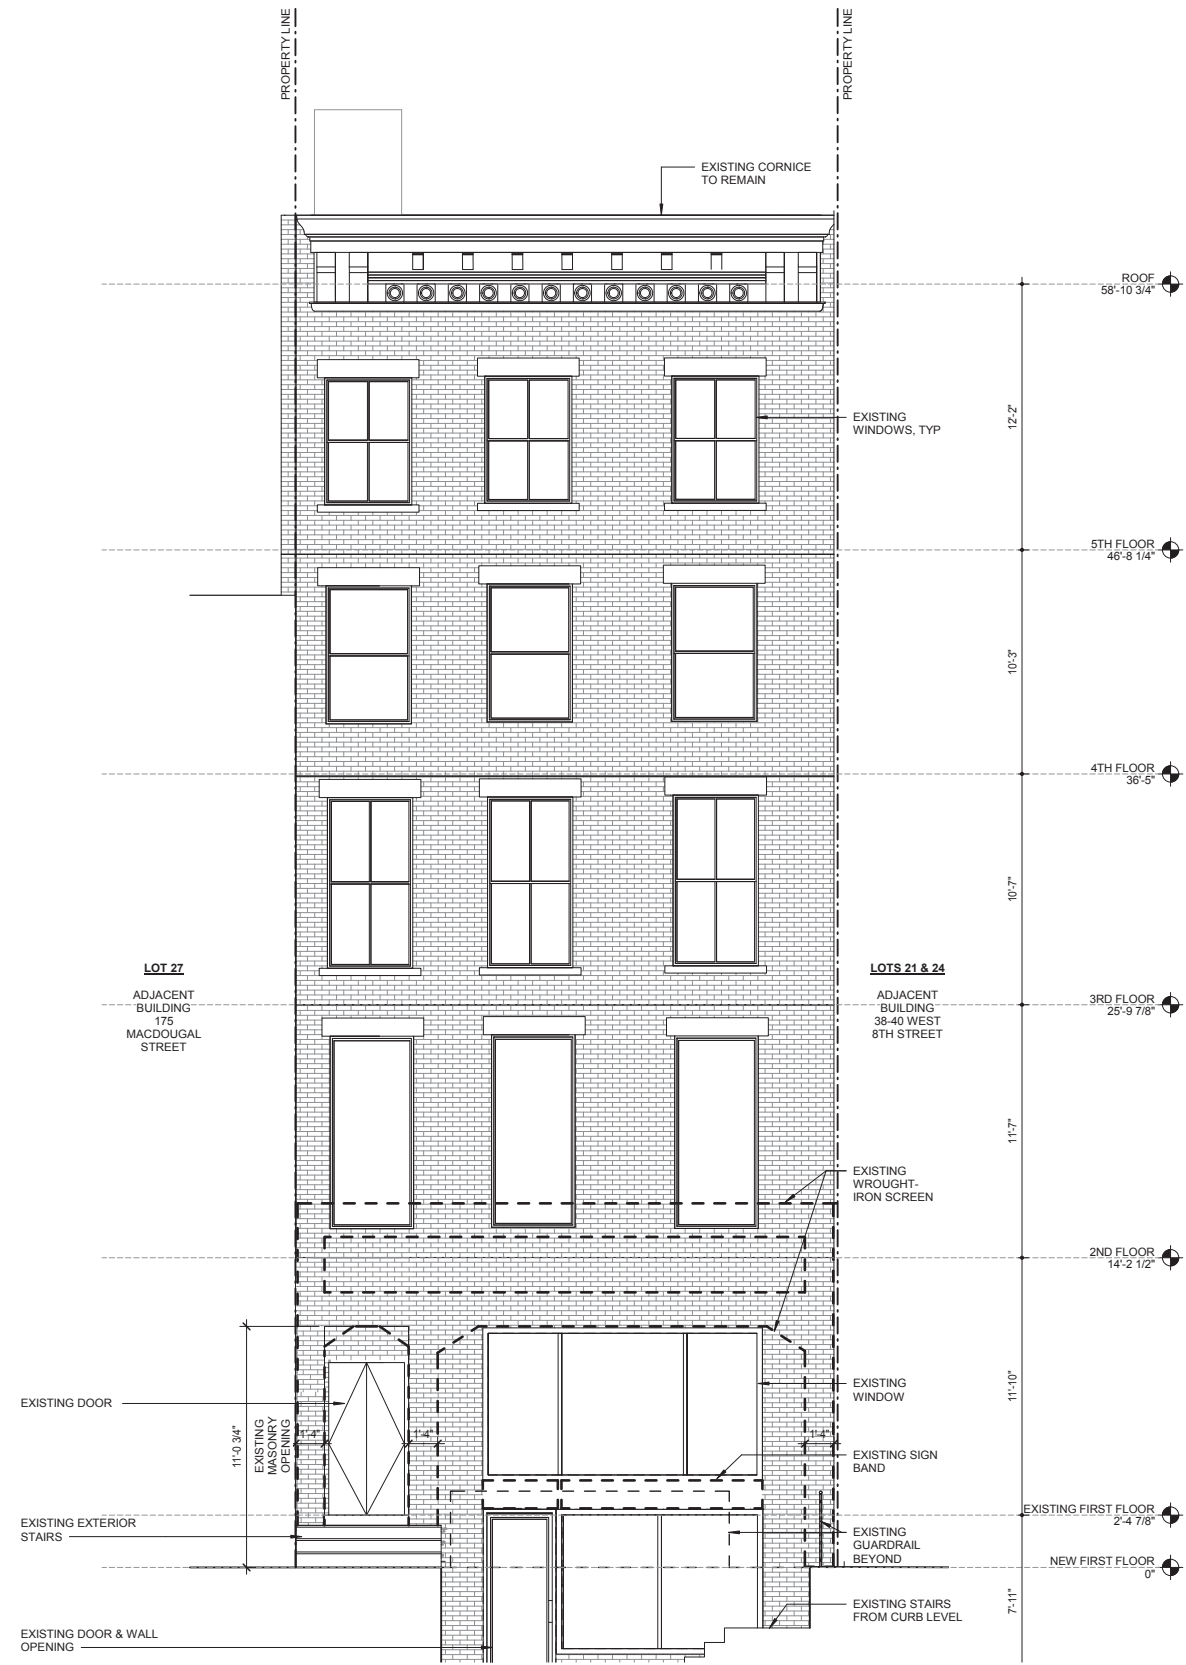 PROPERTY LINE
PROPERTY LINE
EXISTING CORNICE
TO REMAIN
ROOF
58'-10 3/4"
12'-2"
EXISTING
WINDOWS, TYP
5TH FLOOR
46'-8 1/4"
10'-3"
4TH FLOOR
36'-5"
10'-7"
LOT 27
ADJACENT
BUILDING
175
MACDOUGAL
STREET
LOTS 21 & 24
ADJACENT
BUILDING
38-40 WEST
8TH STREET
3RD FLOOR
25'-9 7/8"
11'-7"
EXISTING
WROUGHT-
IRON SCREEN
2ND FLOOR
14'-2 1/2"
EXISTING DOOR
11'-0 3/4"
EXISTING
MASONRY
OPENING
1'-4"
1'-4"
1'-4"
EXISTING
WINDOW
11'-10"
EXISTING SIGN
BAND
EXISTING EXTERIOR
STAIRS
EXISTING FIRST FLOOR
2'-4 7/8"
EXISTING
GUARDRAIL
BEYOND
NEW FIRST FLOOR
0"
7'-11"
EXISTING STAIRS
FROM CURB LEVEL
EXISTING DOOR & WALL
OPENING